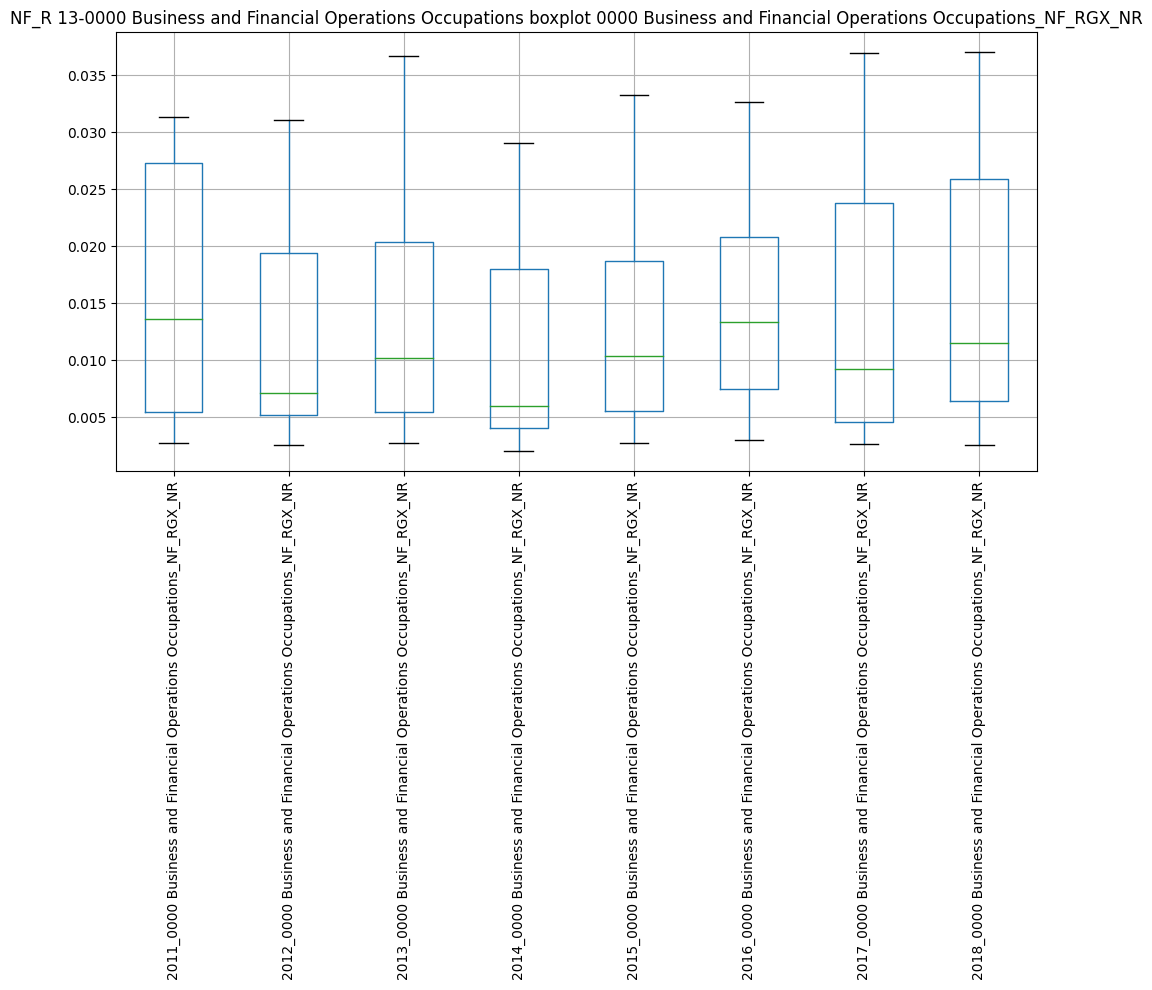 NF_R 13-0000 Business and Financial Operations Occupations boxplot 0000 Business and Financial Operations Occupations_NF_RGX_NR
0.035
0.030
0.025
0.020
0.015
0.010
0.005
2011_0000 Business and Financial Operations Occupations_NF_RGX_NR
2012_0000 Business and Financial Operations Occupations_NF_RGX_NR
2013_0000 Business and Financial Operations Occupations_NF_RGX_NR
2014_0000 Business and Financial Operations Occupations_NF_RGX_NR
2015_0000 Business and Financial Operations Occupations_NF_RGX_NR
2016_0000 Business and Financial Operations Occupations_NF_RGX_NR
2017_0000 Business and Financial Operations Occupations_NF_RGX_NR
2018_0000 Business and Financial Operations Occupations_NF_RGX_NR